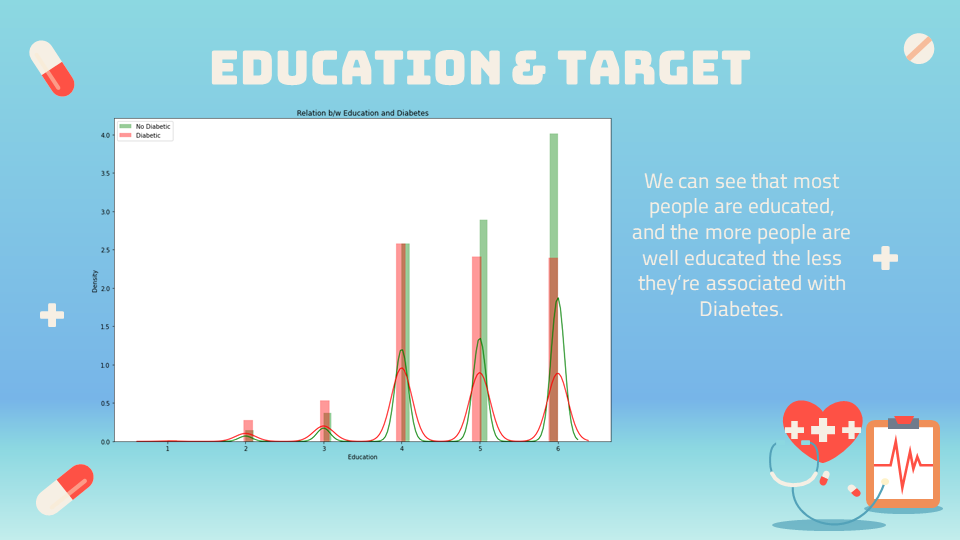 EDUCATION & TARGET
Relation b/w Education and Diabetes
No Diabetic
Diabetic
4.0
3.5
3.0
2.5
2.0
1.5
1.0
0.5
0.0
Density
1 2 3 4 5 6
Education
We can see that most
people are educated,
and the more people are
well educated the less
they're associated with
Diabetes.